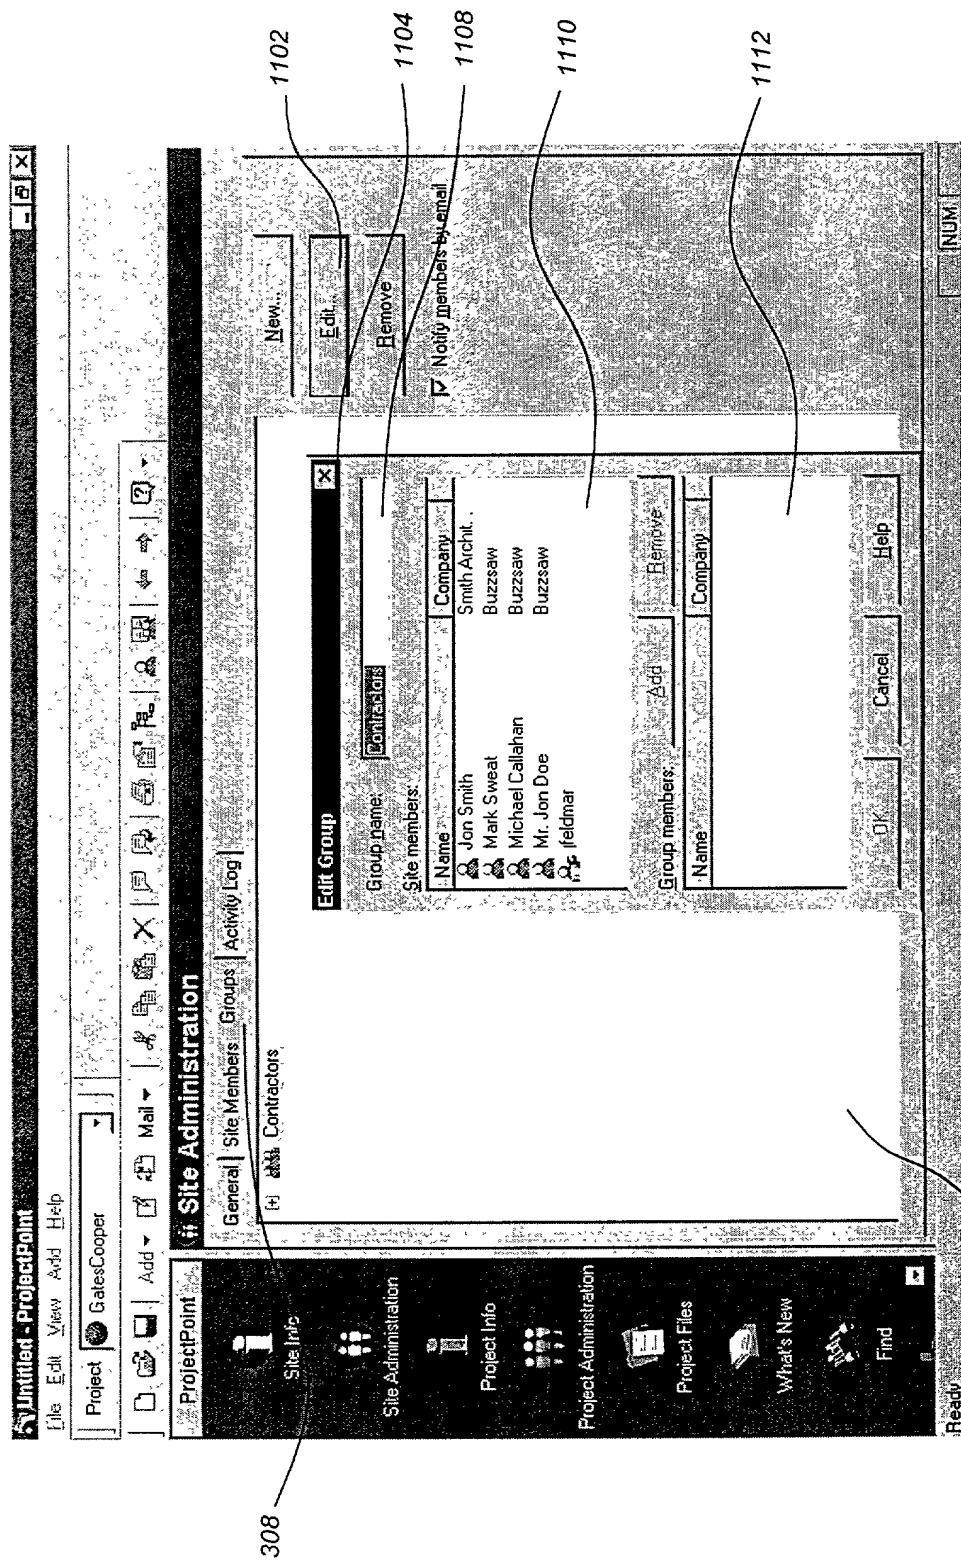 Untitled - ProjectPoint
File Edit View Add Help
Project GatesCooper
Add Mail
ProjectPoint
Site Info
Site Administration
Project Info
Project Administration
Project Files
What's New
Find
Ready
NUM
Site Administration
General Site Members Groups Activity Log
Contractors
New...
Edit...
Remove
Notify members by email
Edit Group
Group name: Contractors
Site members:
Name Company
Jon Smith Smith Archit...
Mark Sweat Buzzsaw
Michael Callahan Buzzsaw
Mr. Jon Doe Buzzsaw
jfeldmar
Add Remove
Group members:
Name Company
OK Cancel Help
308
1102
1104
1108
1110
1112